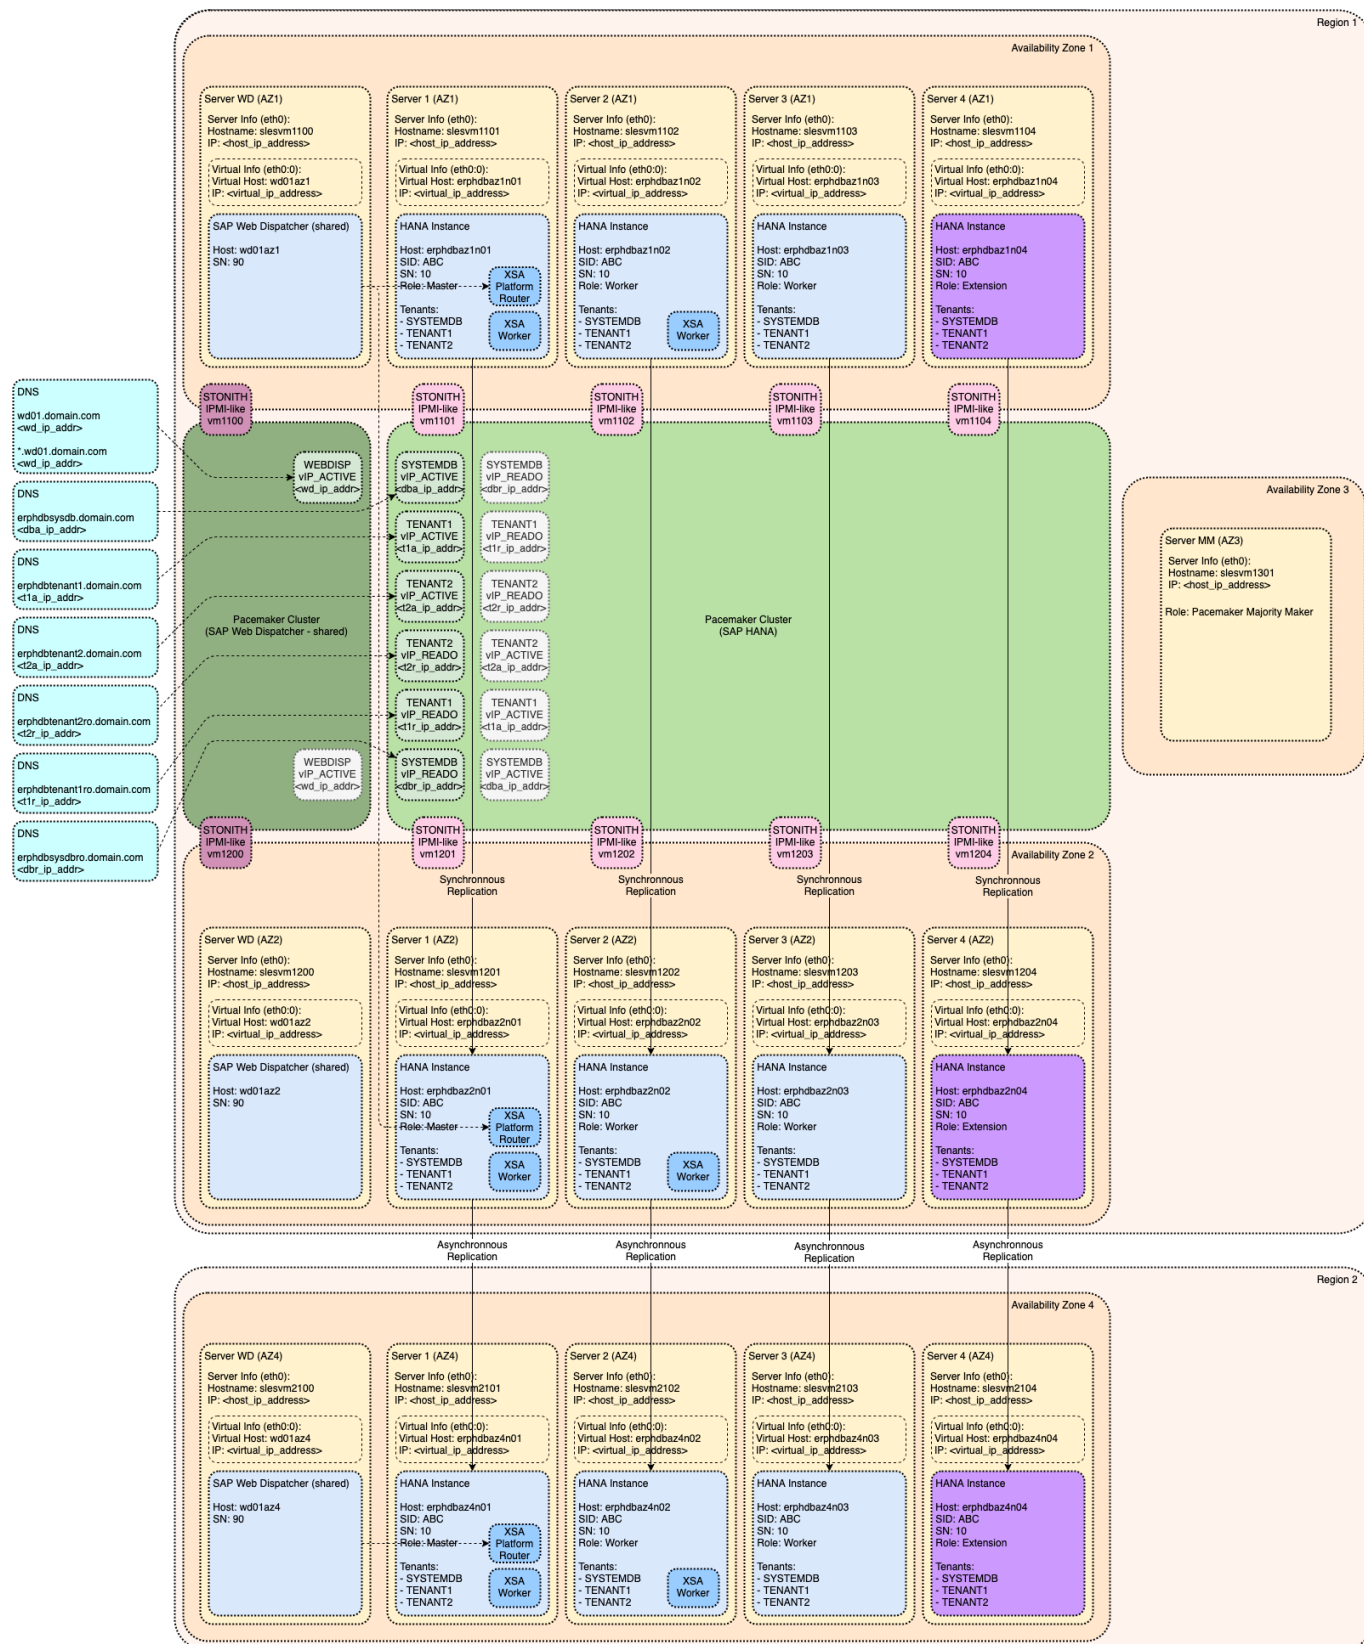 Region 1
Availability Zone 1
Server WD (AZ1)
Server Info (eth0):
Hostname: slesvm1100
IP: <host_ip_address>
Virtual Info (eth0:0):
Virtual Host: wd01az1
IP: <virtual_ip_address>
SAP Web Dispatcher (shared)
Host: wd01az1
SN: 90
Server 1 (AZ1)
Server Info (eth0):
Hostname: slesvm1101
IP: <host_ip_address>
Virtual Info (eth0:0):
Virtual Host: erphdbaz1n01
IP: <virtual_ip_address>
HANA Instance
Host: erphdbaz1n01
SID: ABC
SN: 10
Role: Master
Tenants:
- SYSTEMDB
- TENANT1
- TENANT2
XSA
Platform
Router
XSA
Worker
Server 2 (AZ1)
Server Info (eth0):
Hostname: slesvm1102
IP: <host_ip_address>
Virtual Info (eth0:0):
Virtual Host: erphdbaz1n02
IP: <virtual_ip_address>
HANA Instance
Host: erphdbaz1n02
SID: ABC
SN: 10
Role: Worker
Tenants:
- SYSTEMDB
- TENANT1
- TENANT2
XSA
Worker
Server 3 (AZ1)
Server Info (eth0):
Hostname: slesvm1103
IP: <host_ip_address>
Virtual Info (eth0:0):
Virtual Host: erphdbaz1n03
IP: <virtual_ip_address>
HANA Instance
Host: erphdbaz1n03
SID: ABC
SN: 10
Role: Worker
Tenants:
- SYSTEMDB
- TENANT1
- TENANT2
Server 4 (AZ1)
Server Info (eth0):
Hostname: slesvm1104
IP: <host_ip_address>
Virtual Info (eth0:0):
Virtual Host: erphdbaz1n04
IP: <virtual_ip_address>
HANA Instance
Host: erphdbaz1n04
SID: ABC
SN: 10
Role: Extension
Tenants:
- SYSTEMDB
- TENANT1
- TENANT2
STONITH
IPMI-like
vm1100
STONITH
IPMI-like
vm1101
STONITH
IPMI-like
vm1102
STONITH
IPMI-like
vm1103
STONITH
IPMI-like
vm1104
DNS
wd01.domain.com
<wd_ip_addr>
*.wd01.domain.com
<wd_ip_addr>
DNS
erphdbsysdb.domain.com
<dba_ip_addr>
DNS
erphdbtenant1.domain.com
<t1a_ip_addr>
DNS
erphdbtenant2.domain.com
<t2a_ip_addr>
DNS
erphdbtenant2ro.domain.com
<t2r_ip_addr>
DNS
erphdbtenant1ro.domain.com
<t1r_ip_addr>
DNS
erphdbsysdbro.domain.com
<dbr_ip_addr>
WEBDISP
vIP_ACTIVE
<wd_ip_addr>
Pacemaker Cluster
(SAP Web Dispatcher - shared)
WEBDISP
vIP_ACTIVE
<wd_ip_addr>
SYSTEMDB
vIP_ACTIVE
<dba_ip_addr>
SYSTEMDB
vIP_READO
<dbr_ip_addr>
TENANT1
vIP_ACTIVE
<t1a_ip_addr>
TENANT1
vIP_READO
<t1r_ip_addr>
TENANT2
vIP_ACTIVE
<t2a_ip_addr>
TENANT2
vIP_READO
<t2r_ip_addr>
TENANT2
vIP_READO
<t2r_ip_addr>
TENANT2
vIP_ACTIVE
<t2a_ip_addr>
TENANT1
vIP_READO
<t1r_ip_addr>
TENANT1
vIP_ACTIVE
<t1a_ip_addr>
SYSTEMDB
vIP_READO
<dbr_ip_addr>
SYSTEMDB
vIP_ACTIVE
<dba_ip_addr>
Pacemaker Cluster
(SAP HANA)
Availability Zone 3
Server MM (AZ3)
Server Info (eth0):
Hostname: slesvm1301
IP: <host_ip_address>
Role: Pacemaker Majority Maker
STONITH
IPMI-like
vm1200
STONITH
IPMI-like
vm1201
STONITH
IPMI-like
vm1202
STONITH
IPMI-like
vm1203
STONITH
IPMI-like
vm1204
Availability Zone 2
Synchronnous
Replication
Synchronnous
Replication
Synchronnous
Replication
Synchronnous
Replication
Server WD (AZ2)
Server Info (eth0):
Hostname: slesvm1200
IP: <host_ip_address>
Virtual Info (eth0:0):
Virtual Host: wd01az2
IP: <virtual_ip_address>
SAP Web Dispatcher (shared)
Host: wd01az2
SN: 90
Server 1 (AZ2)
Server Info (eth0):
Hostname: slesvm1201
IP: <host_ip_address>
Virtual Info (eth0:0):
Virtual Host: erphdbaz2n01
IP: <virtual_ip_address>
HANA Instance
Host: erphdbaz2n01
SID: ABC
SN: 10
Role: Master
Tenants:
- SYSTEMDB
- TENANT1
- TENANT2
XSA
Platform
Router
XSA
Worker
Server 2 (AZ2)
Server Info (eth0):
Hostname: slesvm1202
IP: <host_ip_address>
Virtual Info (eth0:0):
Virtual Host: erphdbaz2n02
IP: <virtual_ip_address>
HANA Instance
Host: erphdbaz2n02
SID: ABC
SN: 10
Role: Worker
Tenants:
- SYSTEMDB
- TENANT1
- TENANT2
XSA
Worker
Server 3 (AZ2)
Server Info (eth0):
Hostname: slesvm1203
IP: <host_ip_address>
Virtual Info (eth0:0):
Virtual Host: erphdbaz2n03
IP: <virtual_ip_address>
HANA Instance
Host: erphdbaz2n03
SID: ABC
SN: 10
Role: Worker
Tenants:
- SYSTEMDB
- TENANT1
- TENANT2
Server 4 (AZ2)
Server Info (eth0):
Hostname: slesvm1204
IP: <host_ip_address>
Virtual Info (eth0:0):
Virtual Host: erphdbaz2n04
IP: <virtual_ip_address>
HANA Instance
Host: erphdbaz2n04
SID: ABC
SN: 10
Role: Extension
Tenants:
- SYSTEMDB
- TENANT1
- TENANT2
Asynchronnous
Replication
Asynchronnous
Replication
Asynchronnous
Replication
Asynchronnous
Replication
Region 2
Availability Zone 4
Server WD (AZ4)
Server Info (eth0):
Hostname: slesvm2100
IP: <host_ip_address>
Virtual Info (eth0:0):
Virtual Host: wd01az4
IP: <virtual_ip_address>
SAP Web Dispatcher (shared)
Host: wd01az4
SN: 90
Server 1 (AZ4)
Server Info (eth0):
Hostname: slesvm2101
IP: <host_ip_address>
Virtual Info (eth0:0):
Virtual Host: erphdbaz4n01
IP: <virtual_ip_address>
HANA Instance
Host: erphdbaz4n01
SID: ABC
SN: 10
Role: Master
Tenants:
- SYSTEMDB
- TENANT1
- TENANT2
XSA
Platform
Router
XSA
Worker
Server 2 (AZ4)
Server Info (eth0):
Hostname: slesvm2102
IP: <host_ip_address>
Virtual Info (eth0:0):
Virtual Host: erphdbaz4n02
IP: <virtual_ip_address>
HANA Instance
Host: erphdbaz4n02
SID: ABC
SN: 10
Role: Worker
Tenants:
- SYSTEMDB
- TENANT1
- TENANT2
XSA
Worker
Server 3 (AZ4)
Server Info (eth0):
Hostname: slesvm2103
IP: <host_ip_address>
Virtual Info (eth0:0):
Virtual Host: erphdbaz4n03
IP: <virtual_ip_address>
HANA Instance
Host: erphdbaz4n03
SID: ABC
SN: 10
Role: Worker
Tenants:
- SYSTEMDB
- TENANT1
- TENANT2
Server 4 (AZ4)
Server Info (eth0):
Hostname: slesvm2104
IP: <host_ip_address>
Virtual Info (eth0:0):
Virtual Host: erphdbaz4n04
IP: <virtual_ip_address>
HANA Instance
Host: erphdbaz4n04
SID: ABC
SN: 10
Role: Extension
Tenants:
- SYSTEMDB
- TENANT1
- TENANT2